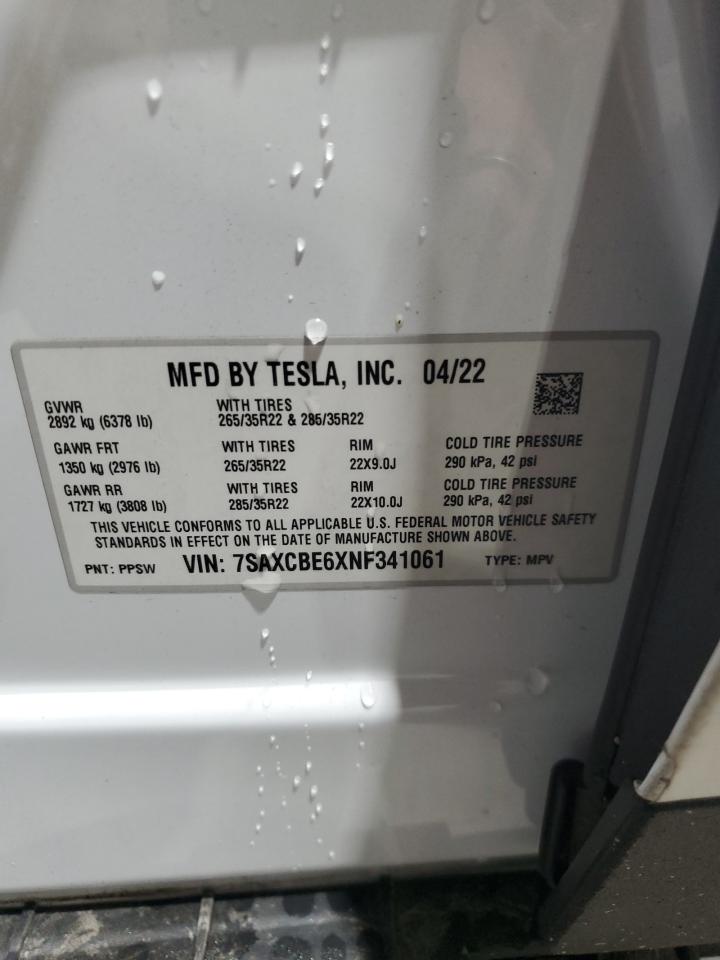 MFD BY TESLA, INC. 04/22
GVWR WITH TIRES
2892 kg (6378 lb) 265/35R22 & 285/35R22
GAWR FRT WITH TIRES RIM COLD TIRE PRESSURE
1350 kg (2976 lb) 265/35R22 22X9.0J 290 kPa, 42 psi
GAWR RR WITH TIRES RIM COLD TIRE PRESSURE
1727 kg (3808 lb) 285/35R22 22X10.0J 290 kPa, 42 psi
THIS VEHICLE CONFORMS TO ALL APPLICABLE U.S. FEDERAL MOTOR VEHICLE SAFETY
STANDARDS IN EFFECT ON THE DATE OF MANUFACTURE SHOWN ABOVE.
PNT: PPSW VIN: 7SAXCBE6XNF341061 TYPE: MPV